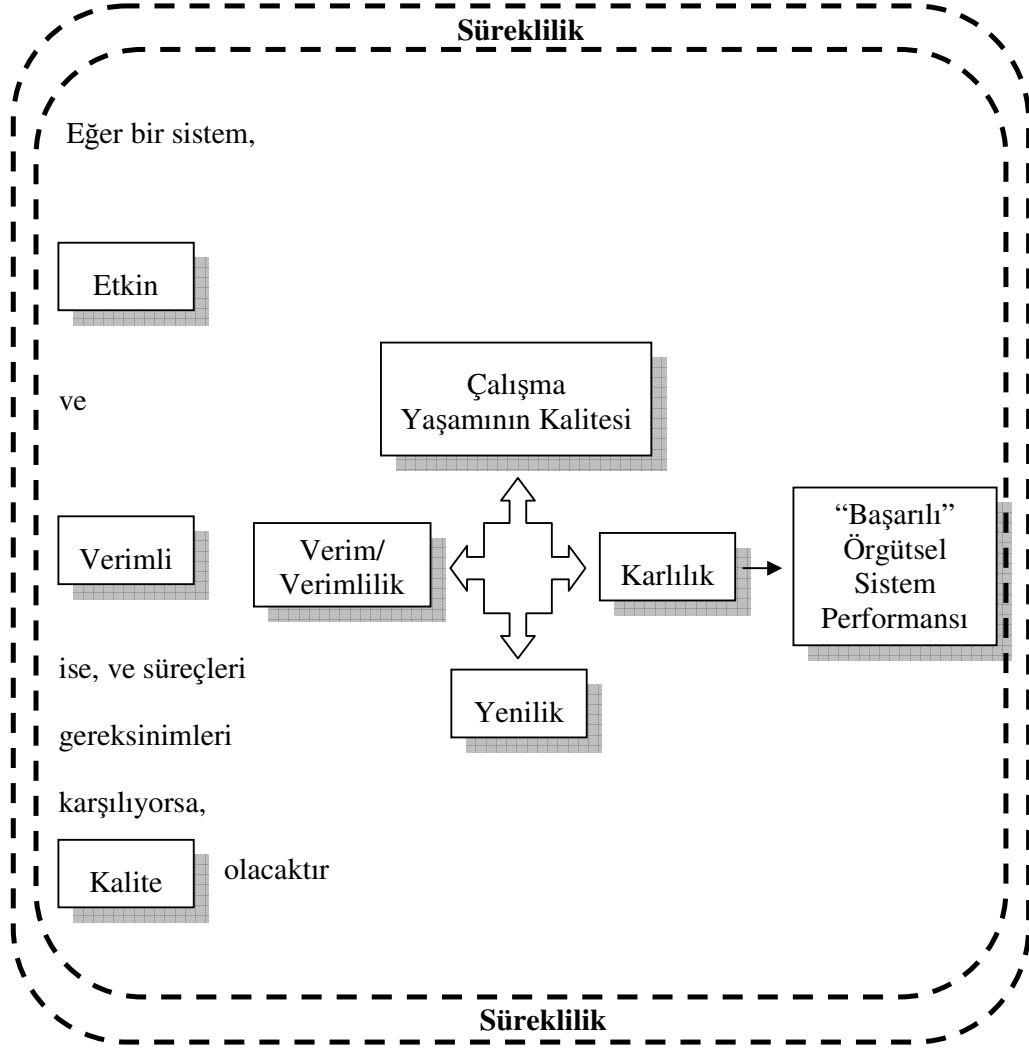 Süreklilik
Eğer bir sistem,
Etkin
ve
Çalışma
Yaşamının Kalitesi
Verimli
Verim/
Verimlilik
Karlılık
“Başarılı”
Örgütsel
Sistem
Performansı
ise, ve süreçleri
gereksinimleri
karşılıyorsa,
Yenilik
Kalite
olacaktır
Süreklilik